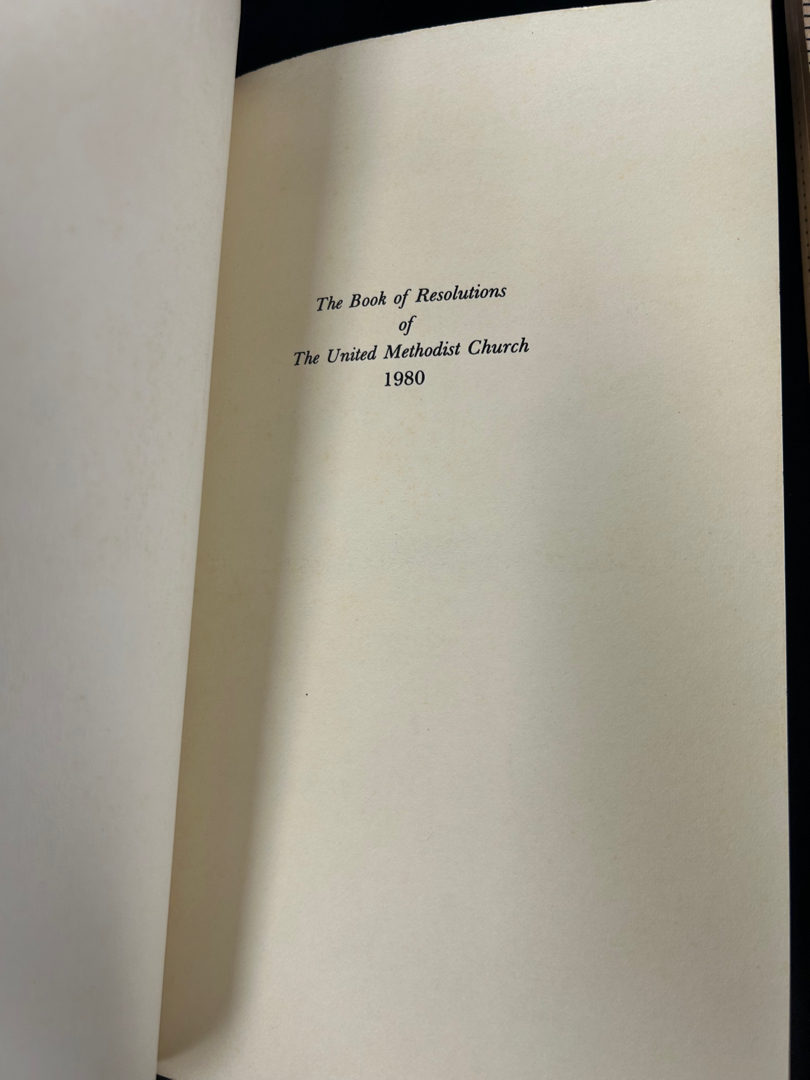 The Book of Resolutions
of
The United Methodist Church
1980